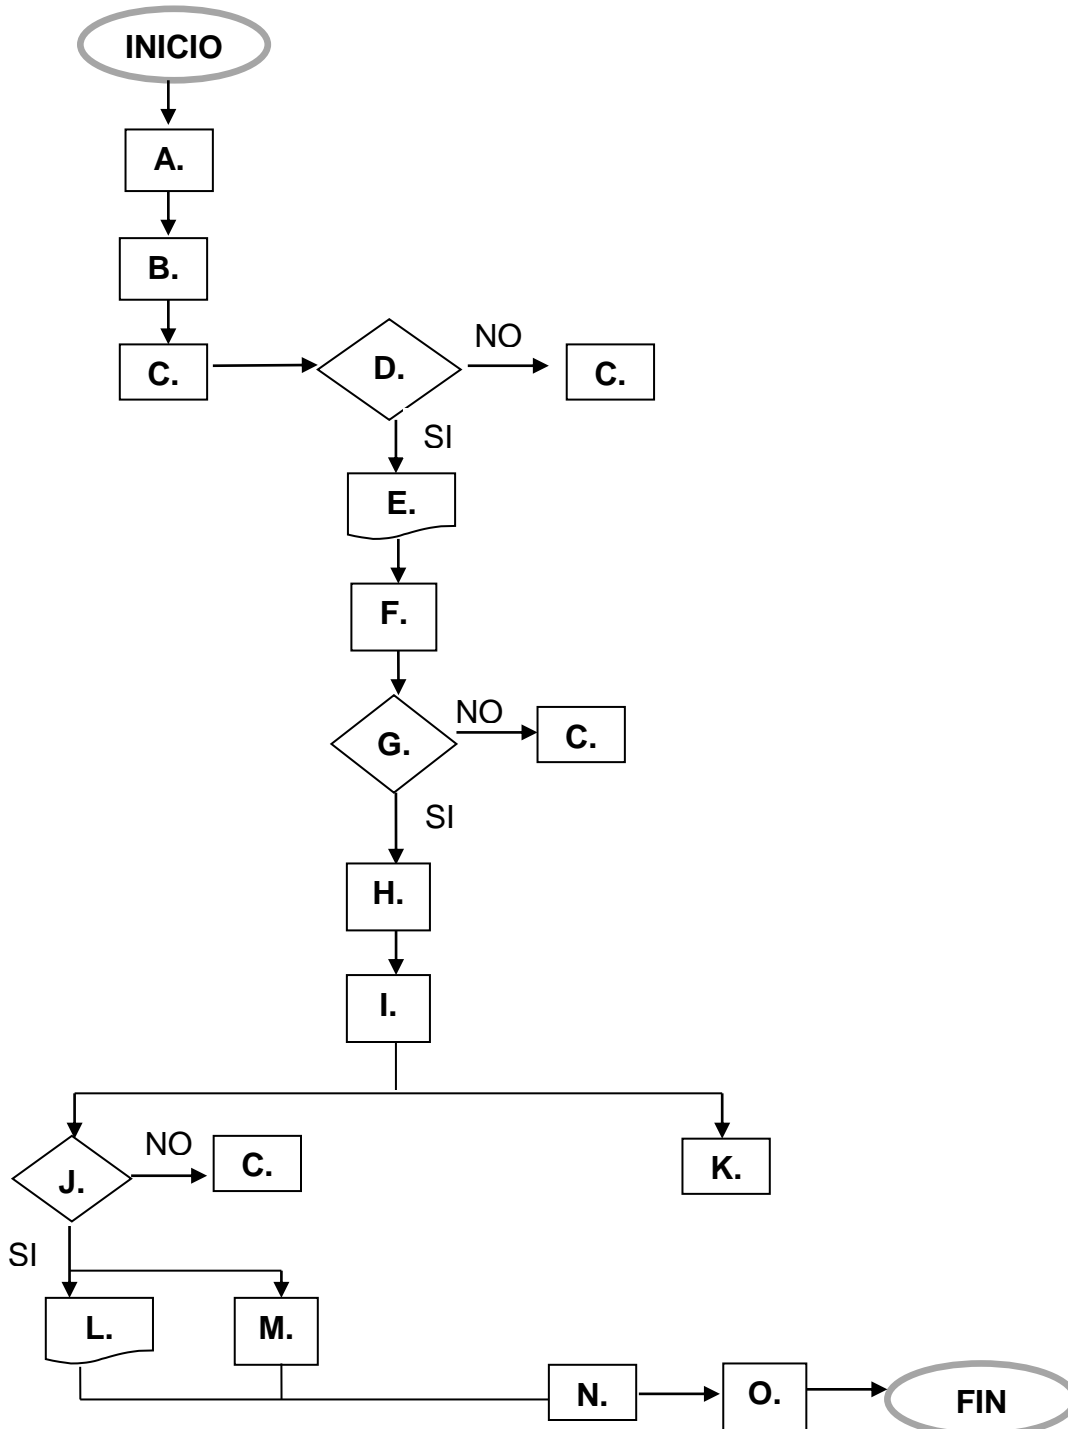 INICIO
A.
B.
C.
D.
NO
C.
SI
E.
F.
G.
NO
C.
SI
H.
I.
J.
NO
C.
K.
SI
L.
M.
N.
O.
FIN